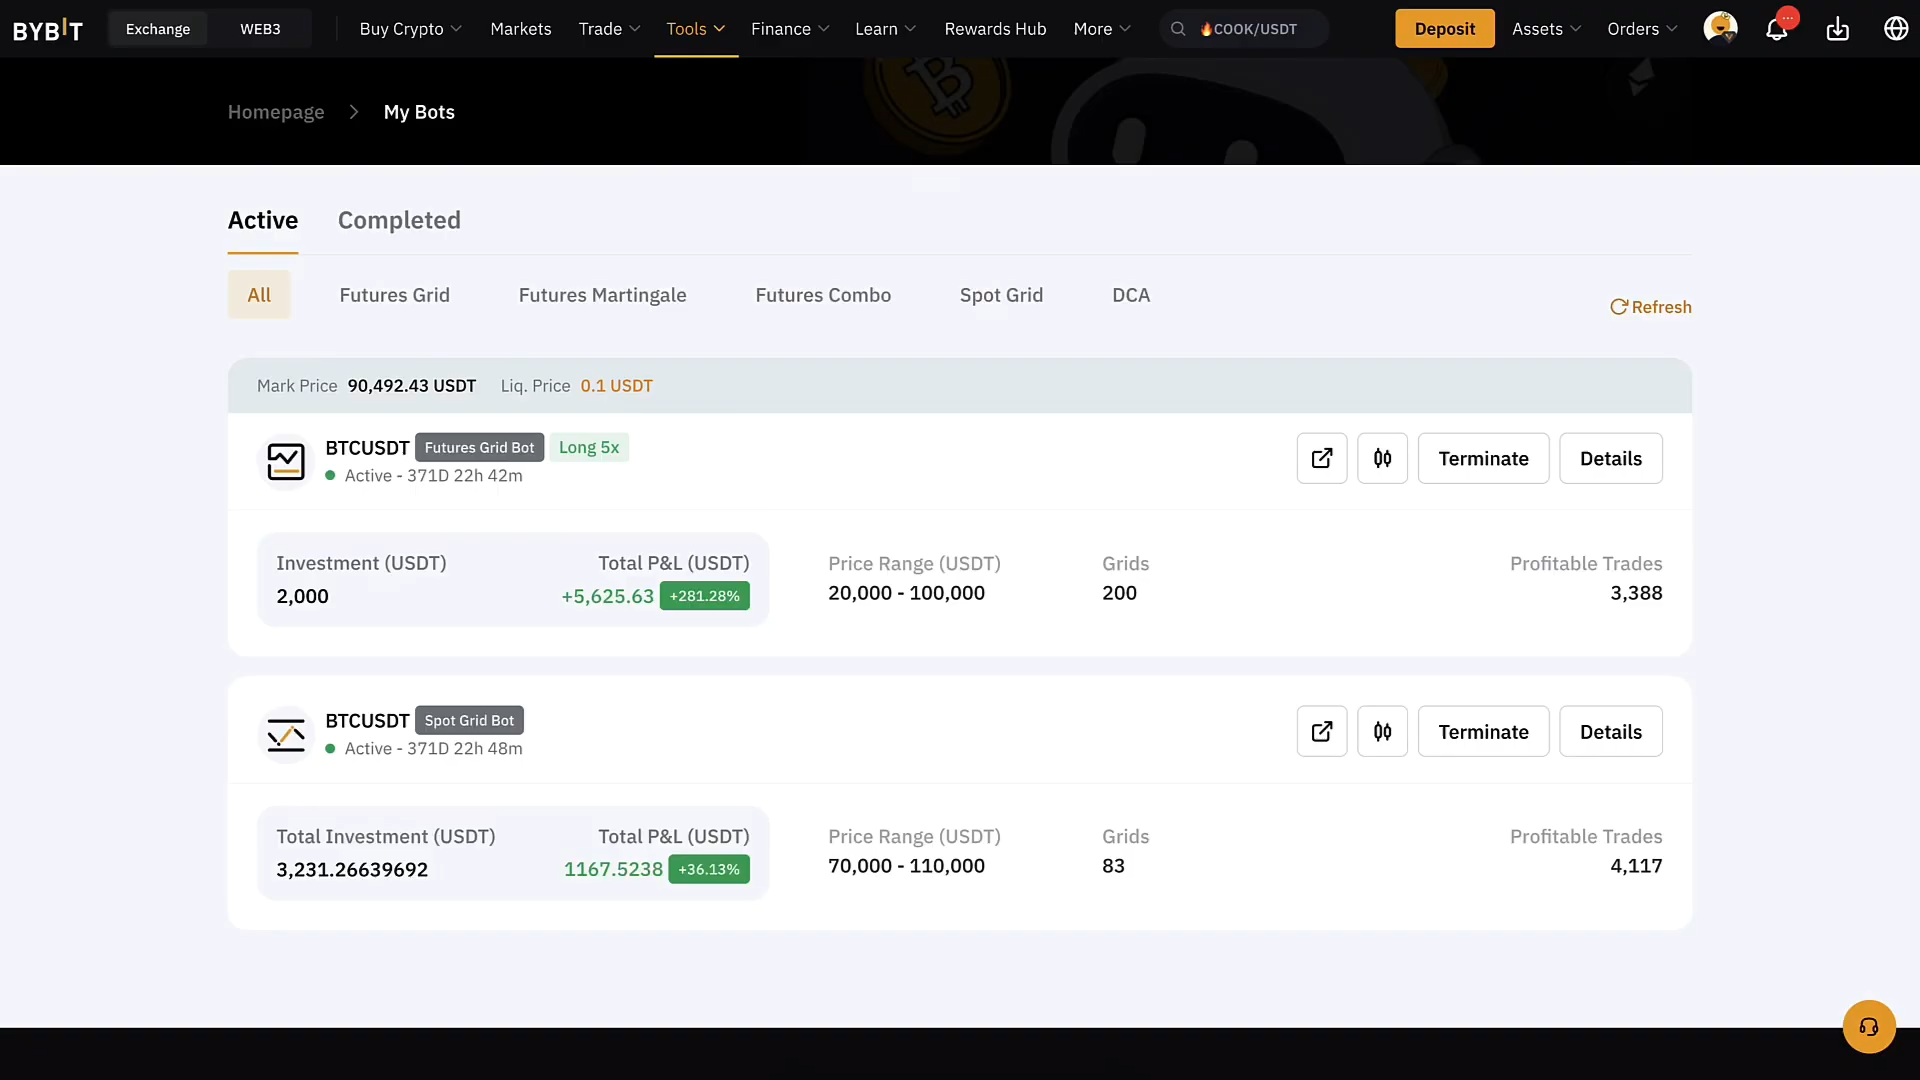 BYBIT
Exchange WEB3 Buy Crypto Markets Trade Tools Finance Learn Rewards Hub More 🔥COOK/USDT Deposit Assets Orders
Homepage > My Bots
Active Completed
All Futures Grid Futures Martingale Futures Combo Spot Grid DCA
Refresh
Mark Price 90,492.43 USDT Liq. Price 0.1 USDT
BTCUSDT Futures Grid Bot Long 5x
Active - 371D 22h 42m
Terminate Details
Investment (USDT) Total P&L (USDT) Price Range (USDT) Grids Profitable Trades
2,000 +5,625.63 +281.28% 20,000 - 100,000 200 3,388
BTCUSDT Spot Grid Bot
Active - 371D 22h 48m
Terminate Details
Total Investment (USDT) Total P&L (USDT) Price Range (USDT) Grids Profitable Trades
3,231.26639692 1167.5238 +36.13% 70,000 - 110,000 83 4,117